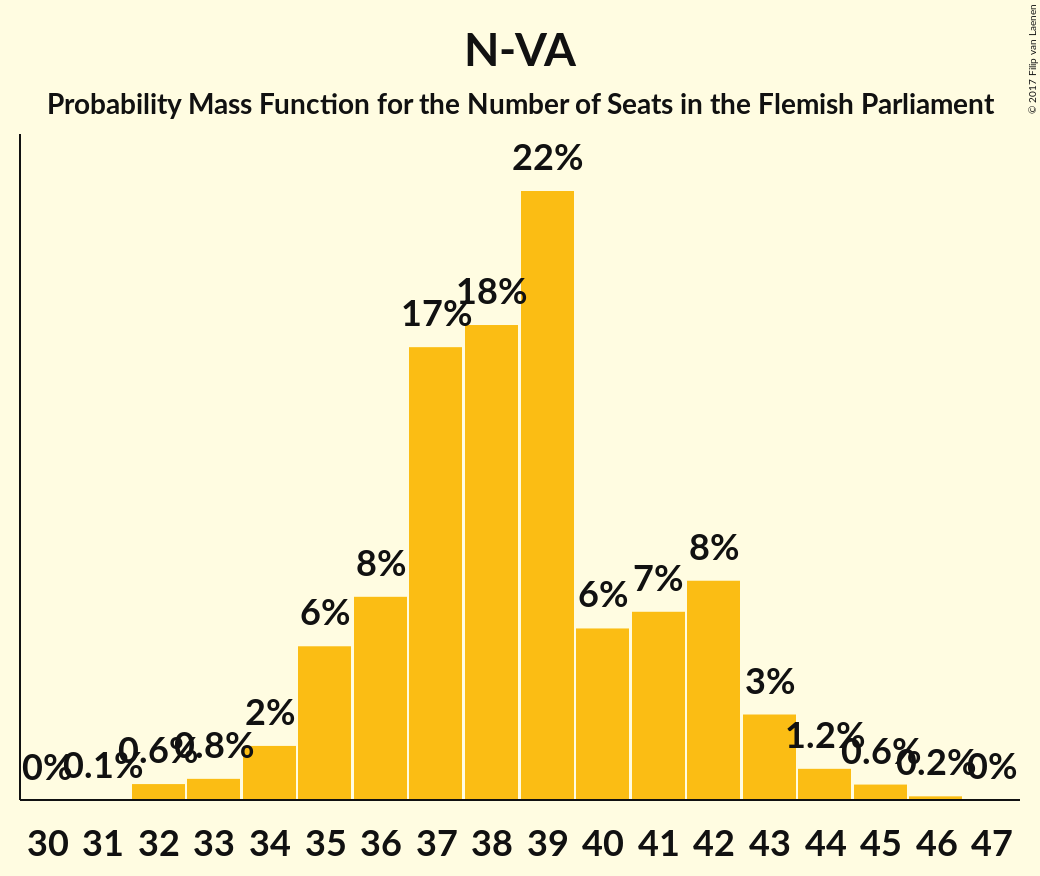 N-VA
Probability Mass Function for the Number of Seats in the Flemish Parliament
© 2017 Filip van Laenen
0% 0.1% 0.6% 0.8% 2% 6% 8% 17% 18% 22% 6% 7% 8% 3% 1.2% 0.6% 0.2% 0%
30 31 32 33 34 35 36 37 38 39 40 41 42 43 44 45 46 47